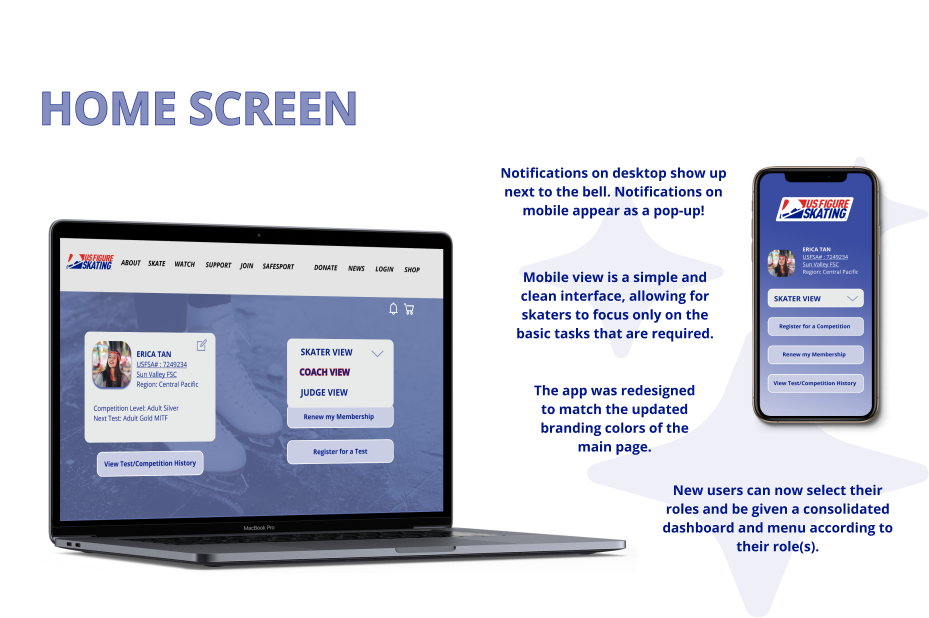 HOME SCREEN
Notifications on desktop show up
next to the bell. Notifications on
mobile appear as a pop-up!
Mobile view is a simple and
clean interface, allowing for
skaters to focus only on the
basic tasks that are required.
The app was redesigned
to match the updated
branding colors of the
main page.
New users can now select their
roles and be given a consolidated
dashboard and menu according to
their role(s).
US FIGURE
SKATING
ABOUT SKATE WATCH SUPPORT JOIN SAFESPORT DONATE NEWS LOGIN SHOP
ERICA TAN
USFSA# : 7249234
Sun Valley FSC
Region: Central Pacific
Competition Level: Adult Silver
Next Test: Adult Gold MITF
View Test/Competition History
SKATER VIEW
COACH VIEW
JUDGE VIEW
Renew my Membership
Register for a Test
MacBook Pro
US FIGURE
SKATING
ERICA TAN
USFSA# : 7249234
Sun Valley FSC
Region: Central Pacific
SKATER VIEW
Register for a Competition
Renew my Membership
View Test/Competition History